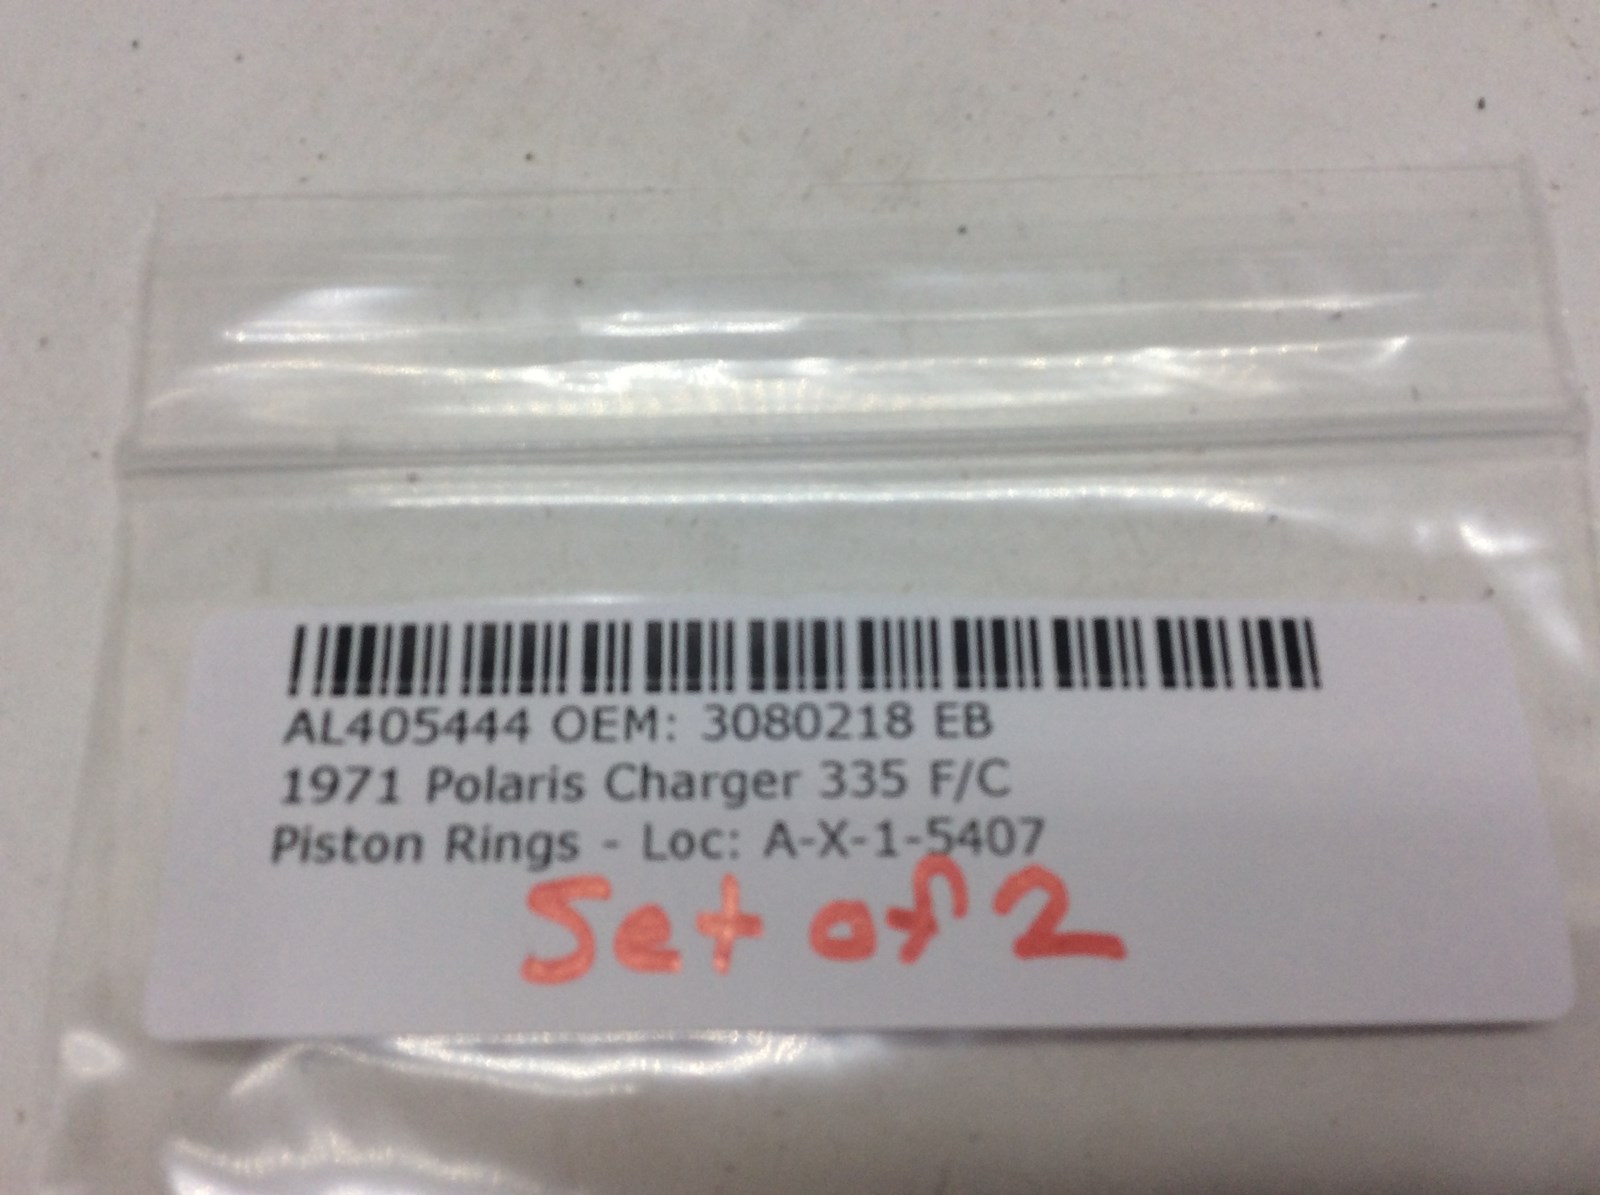 AL405444 OEM: 3080218 EB
1971 Polaris Charger 335 F/C
Piston Rings - Loc: A-X-1-5407
Set of 2